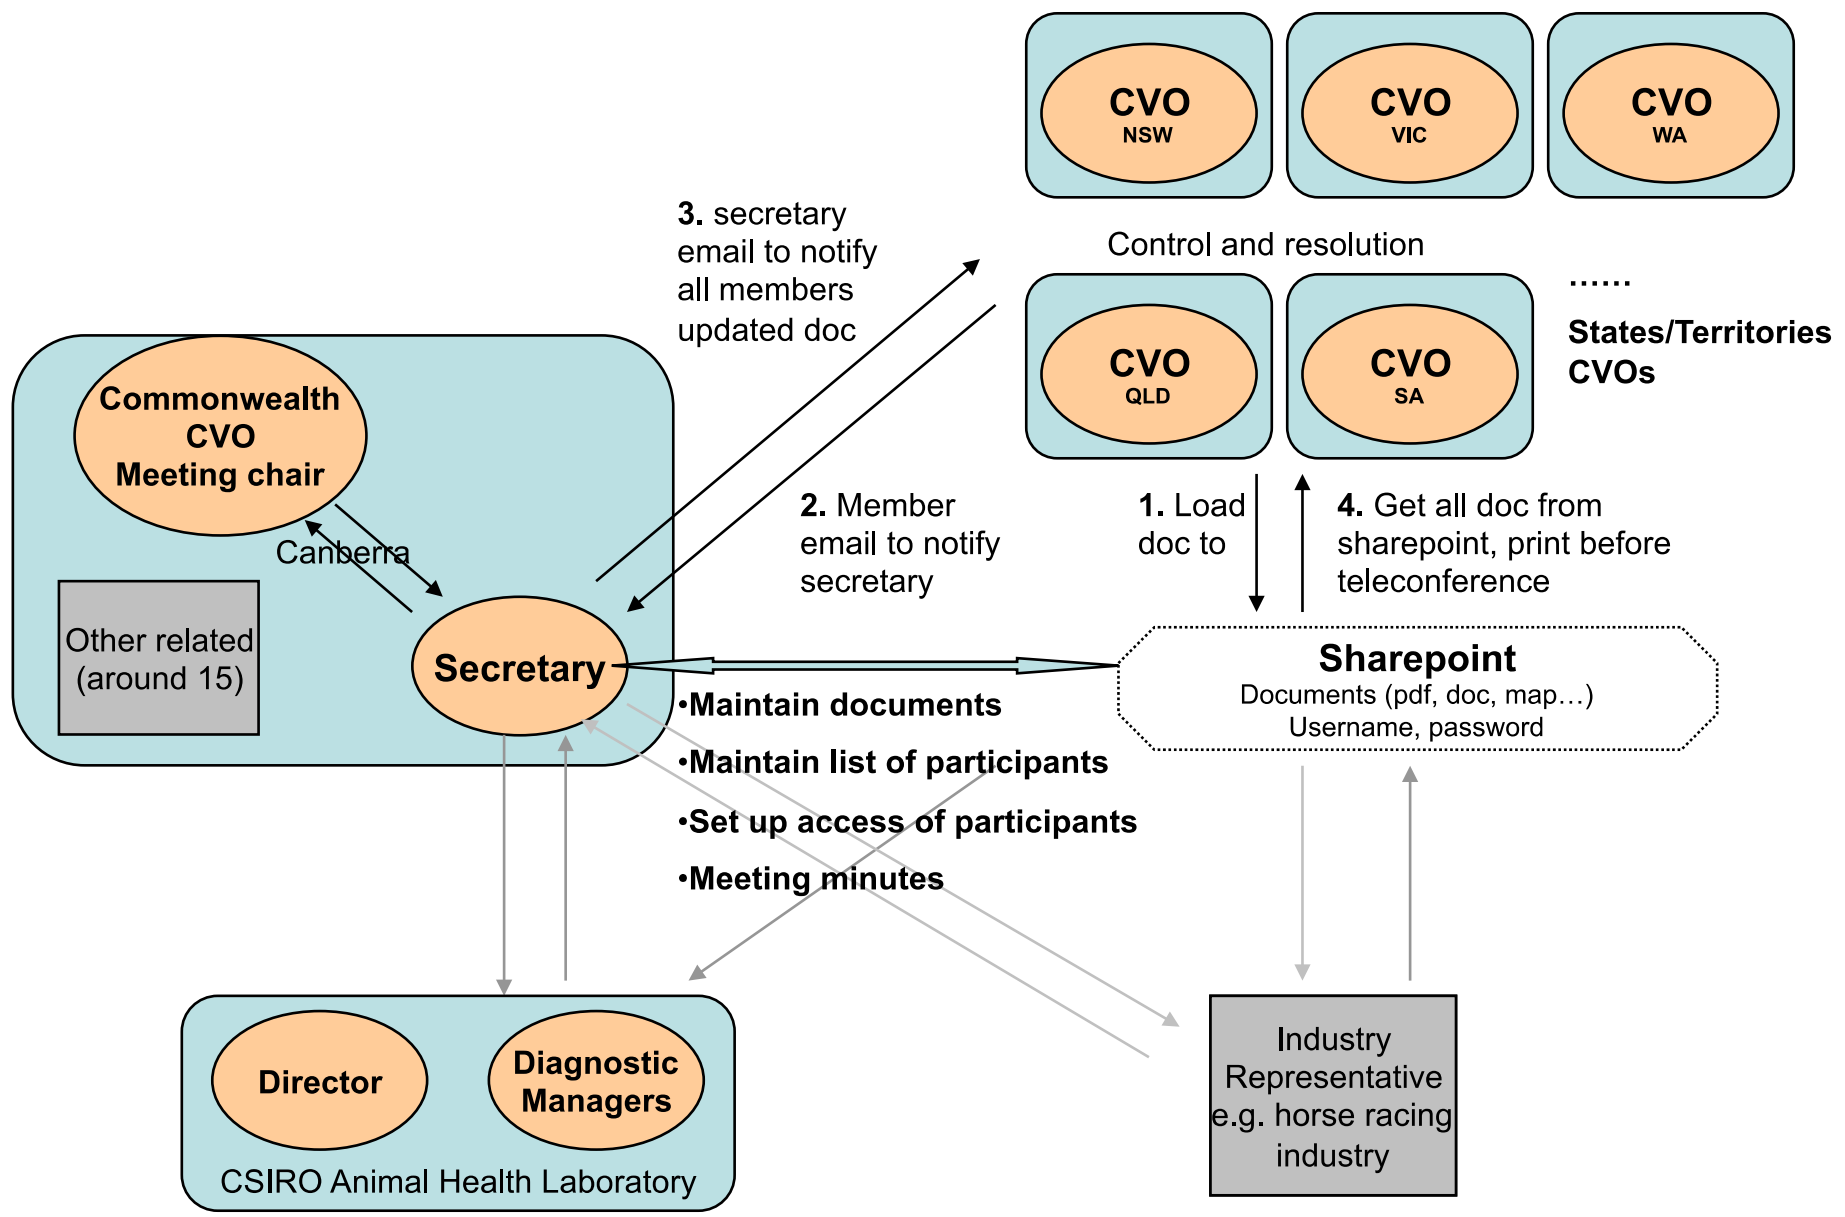 CVO
NSW
CVO
VIC
CVO
WA
3. secretary
email to notify
all members
updated doc
Control and resolution
......
States/Territories
CVOs
CVO
QLD
CVO
SA
Commonwealth
CVO
Meeting chair
Canberra
2. Member
email to notify
secretary
1. Load
doc to
4. Get all doc from
sharepoint, print before
teleconference
Other related
(around 15)
Secretary
Sharepoint
Documents (pdf, doc, map…)
Username, password
•Maintain documents
•Maintain list of participants
•Set up access of participants
•Meeting minutes
Director
Diagnostic
Managers
CSIRO Animal Health Laboratory
Industry
Representative
e.g. horse racing
industry